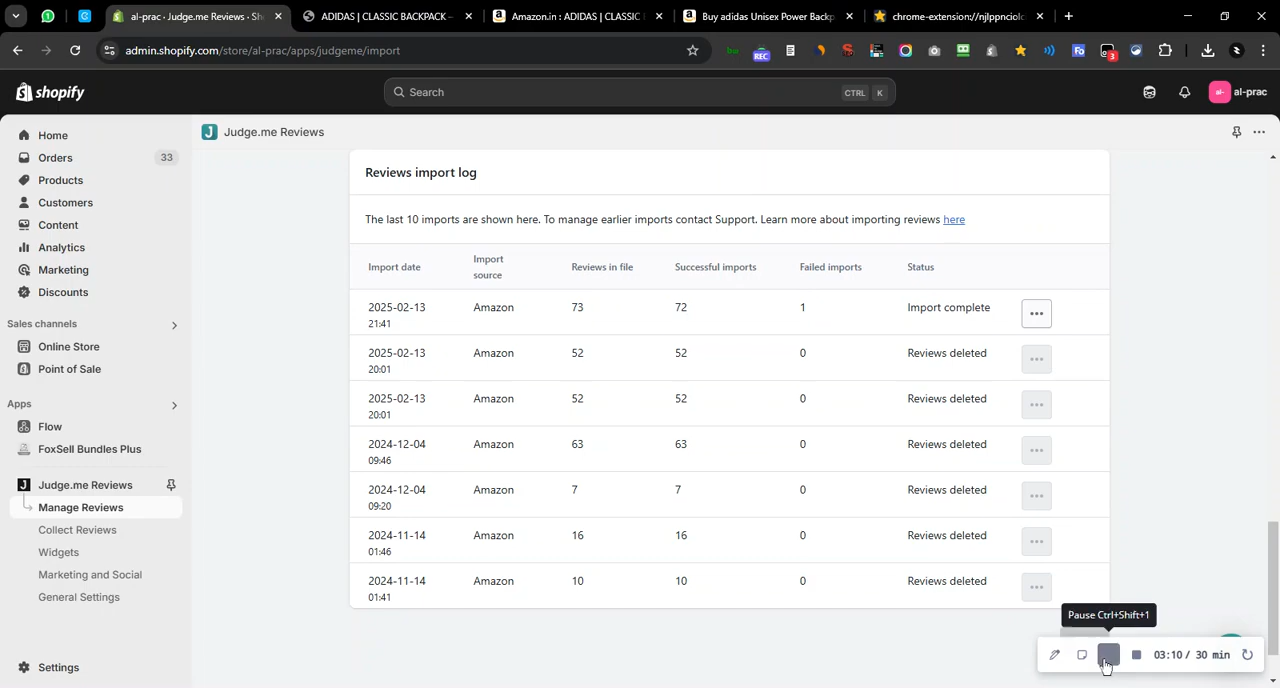 al-prac · Judge.me Reviews · Sh
ADIDAS | CLASSIC BACKPACK –
Amazon.in : ADIDAS | CLASSIC
Buy adidas Unisex Power Backp
chrome-extension://njlppnciolc
admin.shopify.com/store/al-prac/apps/judgeme/import
REC
Fo
3
shopify
Search
CTRL K
al-
al-prac
Home
Orders 33
Products
Customers
Content
Analytics
Marketing
Discounts
Sales channels
Online Store
Point of Sale
Apps
Flow
FoxSell Bundles Plus
J Judge.me Reviews
Manage Reviews
Collect Reviews
Widgets
Marketing and Social
General Settings
Settings
J Judge.me Reviews
Reviews import log
The last 10 imports are shown here. To manage earlier imports contact Support. Learn more about importing reviews here
Import date Import source Reviews in file Successful imports Failed imports Status
2025-02-13 21:41 Amazon 73 72 1 Import complete
2025-02-13 20:01 Amazon 52 52 0 Reviews deleted
2025-02-13 20:01 Amazon 52 52 0 Reviews deleted
2024-12-04 09:46 Amazon 63 63 0 Reviews deleted
2024-12-04 09:20 Amazon 7 7 0 Reviews deleted
2024-11-14 01:46 Amazon 16 16 0 Reviews deleted
2024-11-14 01:41 Amazon 10 10 0 Reviews deleted
Pause Ctrl+Shift+1
03:10 / 30 min